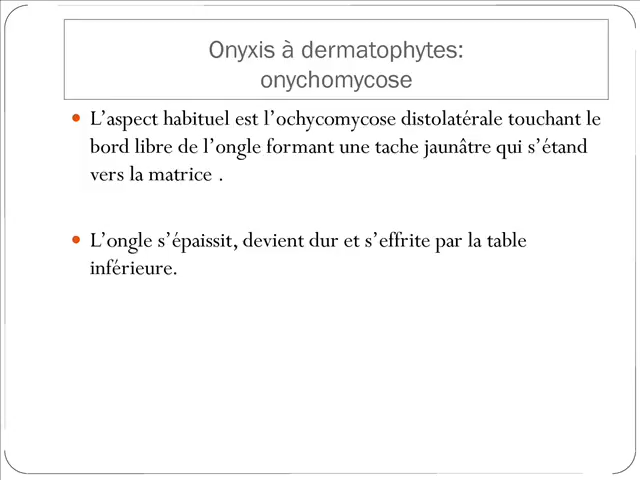 Onyxis à dermatophytes:
onychomycose
• L’aspect habituel est l’ochycomycose distolatérale touchant le
bord libre de l’ongle formant une tache jaunâtre qui s’étand
vers la matrice .
• L’ongle s’épaissit, devient dur et s’effrite par la table
inférieure.